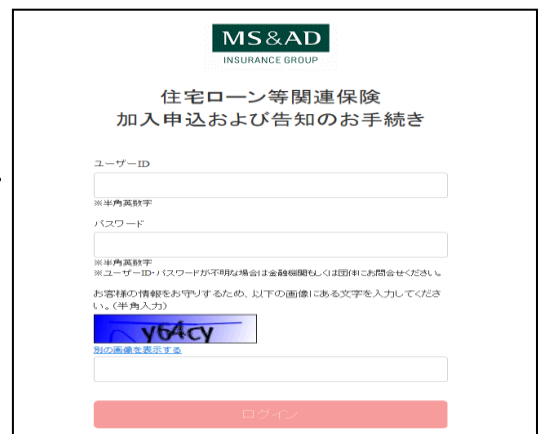 MS&AD
INSURANCE GROUP
住宅ローン等関連保険
加入申込および告知のお手続き
ユーザーID
※半角英数字
パスワード
※半角英数字
※ユーザーID・パスワードが不明な場合は金融機関もしくは団体にお問合せください。
お客様の情報をお守りするため、以下の画像にある文字を入力してくださ
い。(半角入力)
y64cy
別の画像を表示する
ログイン